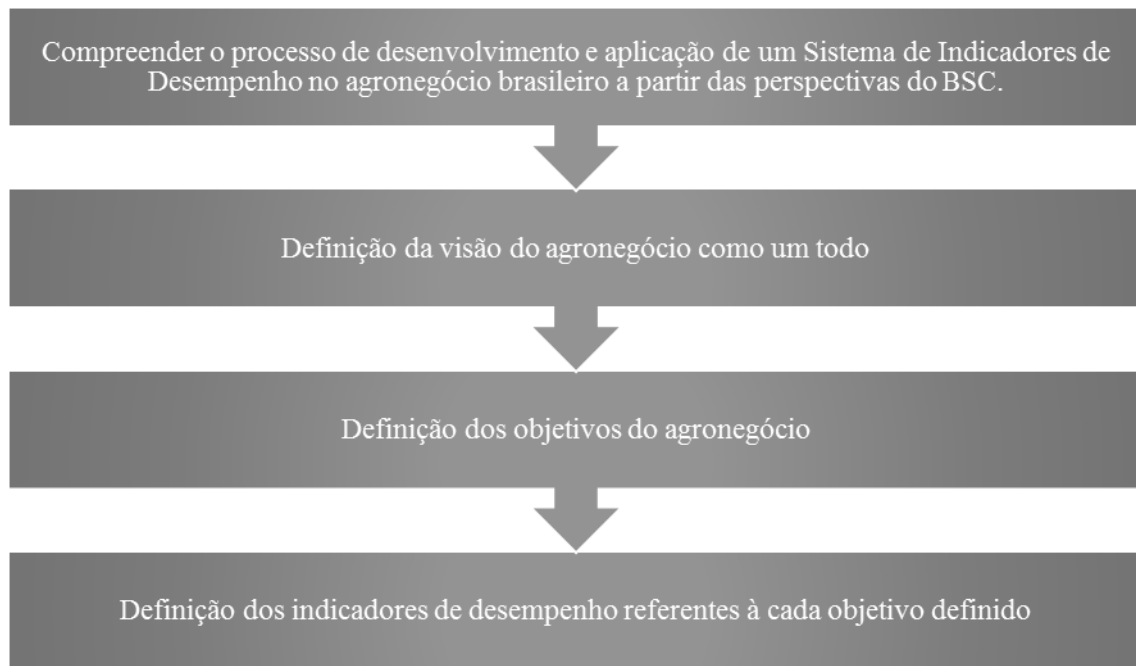 Compreender o processo de desenvolvimento e aplicação de um Sistema de Indicadores de
Desempenho no agronegócio brasileiro a partir das perspectivas do BSC.
Definição da visão do agronegócio como um todo
Definição dos objetivos do agronegócio
Definição dos indicadores de desempenho referentes à cada objetivo definido